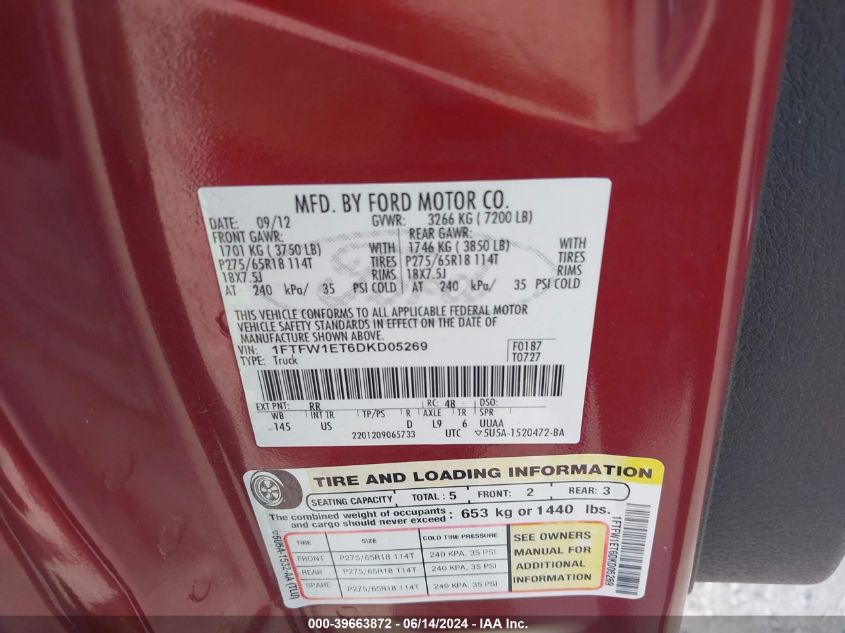 MFD. BY FORD MOTOR CO.
DATE: 09/12 GVWR: 3266 KG ( 7200 LB)
FRONT GAWR: REAR GAWR:
1701 KG ( 3750 LB) WITH 1746 KG ( 3850 LB) WITH
P275/65R18 114T TIRES P275/65R18 114T TIRES
18X7.5J RIMS 18X7.5J RIMS
AT 240 kPa/ 35 PSI COLD AT 240 kPa/ 35 PSI COLD
Ford
THIS VEHICLE CONFORMS TO ALL APPLICABLE FEDERAL MOTOR
VEHICLE SAFETY STANDARDS IN EFFECT ON THE DATE OF
MANUFACTURE SHOWN ABOVE.
VIN: 1FTFW1ET6DKD05269 F0187
TYPE: Truck T0727
EXT PNT: RR RC: 48 DSO:
WB INT TR TP/PS R AXLE TR SPR
145 US D L9 6 UUAA
2201209065733 UTC ▽5U5A-1520472-BA
TIRE AND LOADING INFORMATION
SEATING CAPACITY TOTAL : 5 FRONT: 2 REAR: 3
The combined weight of occupants and cargo should never exceed : 653 kg or 1440 lbs.
TIRE SIZE COLD TIRE PRESSURE
FRONT P275/65R18 114T 240 KPA, 35 PSI
REAR P275/65R18 114T 240 KPA, 35 PSI
SPARE P275/65R18 114T 240 KPA, 35 PSI
SEE OWNERS
MANUAL FOR
ADDITIONAL
INFORMATION
1FTFW1ET6DKD05269
000-39663872 - 06/14/2024 - IAA Inc.